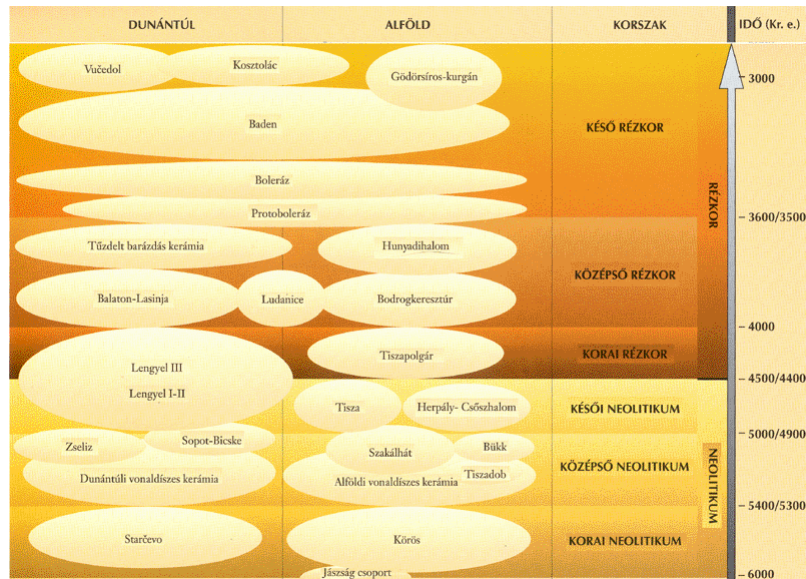 DUNÁNTÚL ALFÖLD KORSZAK IDŐ (Kr. e.)
Vučedol Kosztolác Gödörsíros-kurgán 3000
Baden KÉSŐ RÉZKOR
Boleráz
RÉZKOR
Protoboleráz 3600/3500
Tűzdelt barázdás kerámia Hunyadihalom
KÖZÉPSŐ RÉZKOR
Balaton-Lasinja Ludanice Bodrogkeresztúr
4000
Tiszapolgár KORAI RÉZKOR
Lengyel III
4500/4400
Lengyel I-II
Tisza Herpály- Csőszhalom KÉSŐI NEOLITIKUM
5000/4900
Zseliz Sopot-Bicske Szakálhát Bükk
NEOLITIKUM
KÖZÉPSŐ NEOLITIKUM
Dunántúli vonaldíszes kerámia Alföldi vonaldíszes kerámia Tiszadob
5400/5300
Starčevo Körös KORAI NEOLITIKUM
Jászság csoport 6000